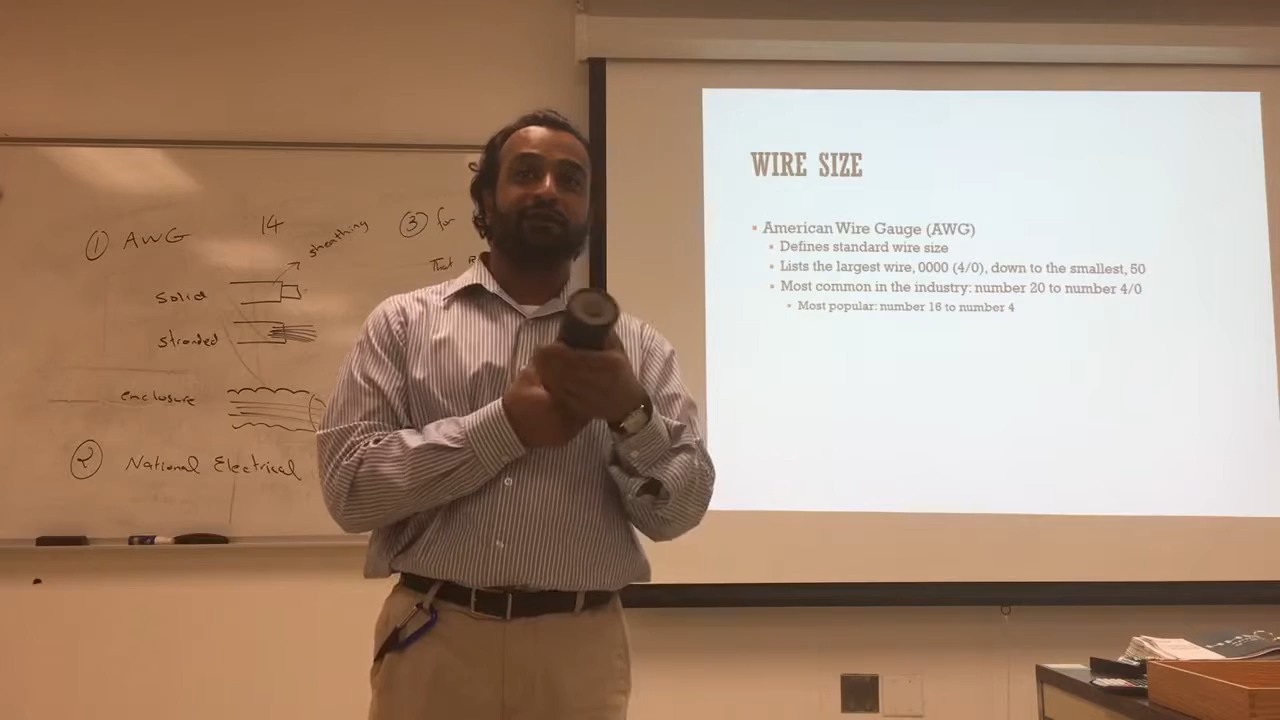 ① AWG
14
sheathing
solid
stranded
enclosure
② National Electrical
③ for
That
WIRE SIZE
▪ American Wire Gauge (AWG)
▪ Defines standard wire size
▪ Lists the largest wire, 0000 (4/0), down to the smallest, 50
▪ Most common in the industry: number 20 to number 4/0
▪ Most popular: number 16 to number 4